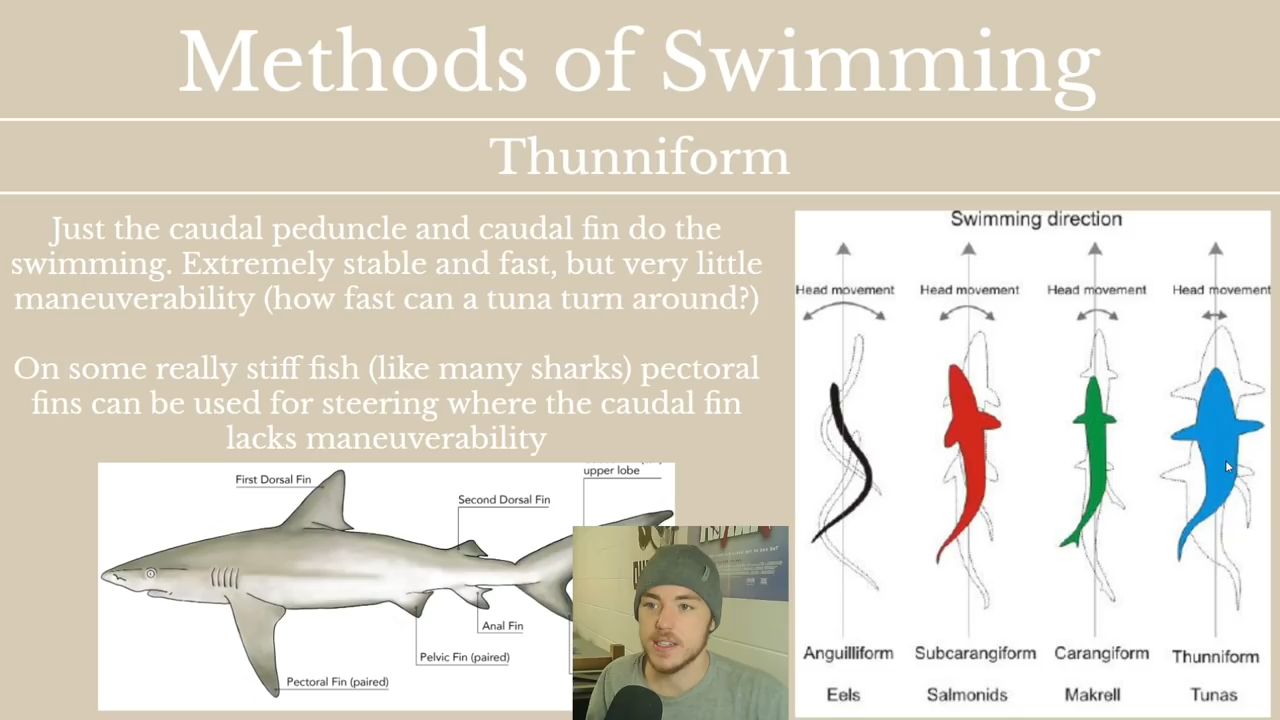 Methods of Swimming
Thunniform
Just the caudal peduncle and caudal fin do the
swimming. Extremely stable and fast, but very little
maneuverability (how fast can a tuna turn around?)
On some really stiff fish (like many sharks) pectoral
fins can be used for steering where the caudal fin
lacks maneuverability
First Dorsal Fin
Second Dorsal Fin
upper lobe
Anal Fin
Pelvic Fin (paired)
Pectoral Fin (paired)
Swimming direction
Head movement Head movement Head movement Head movement
Anguilliform Subcarangiform Carangiform Thunniform
Eels Salmonids Makrell Tunas